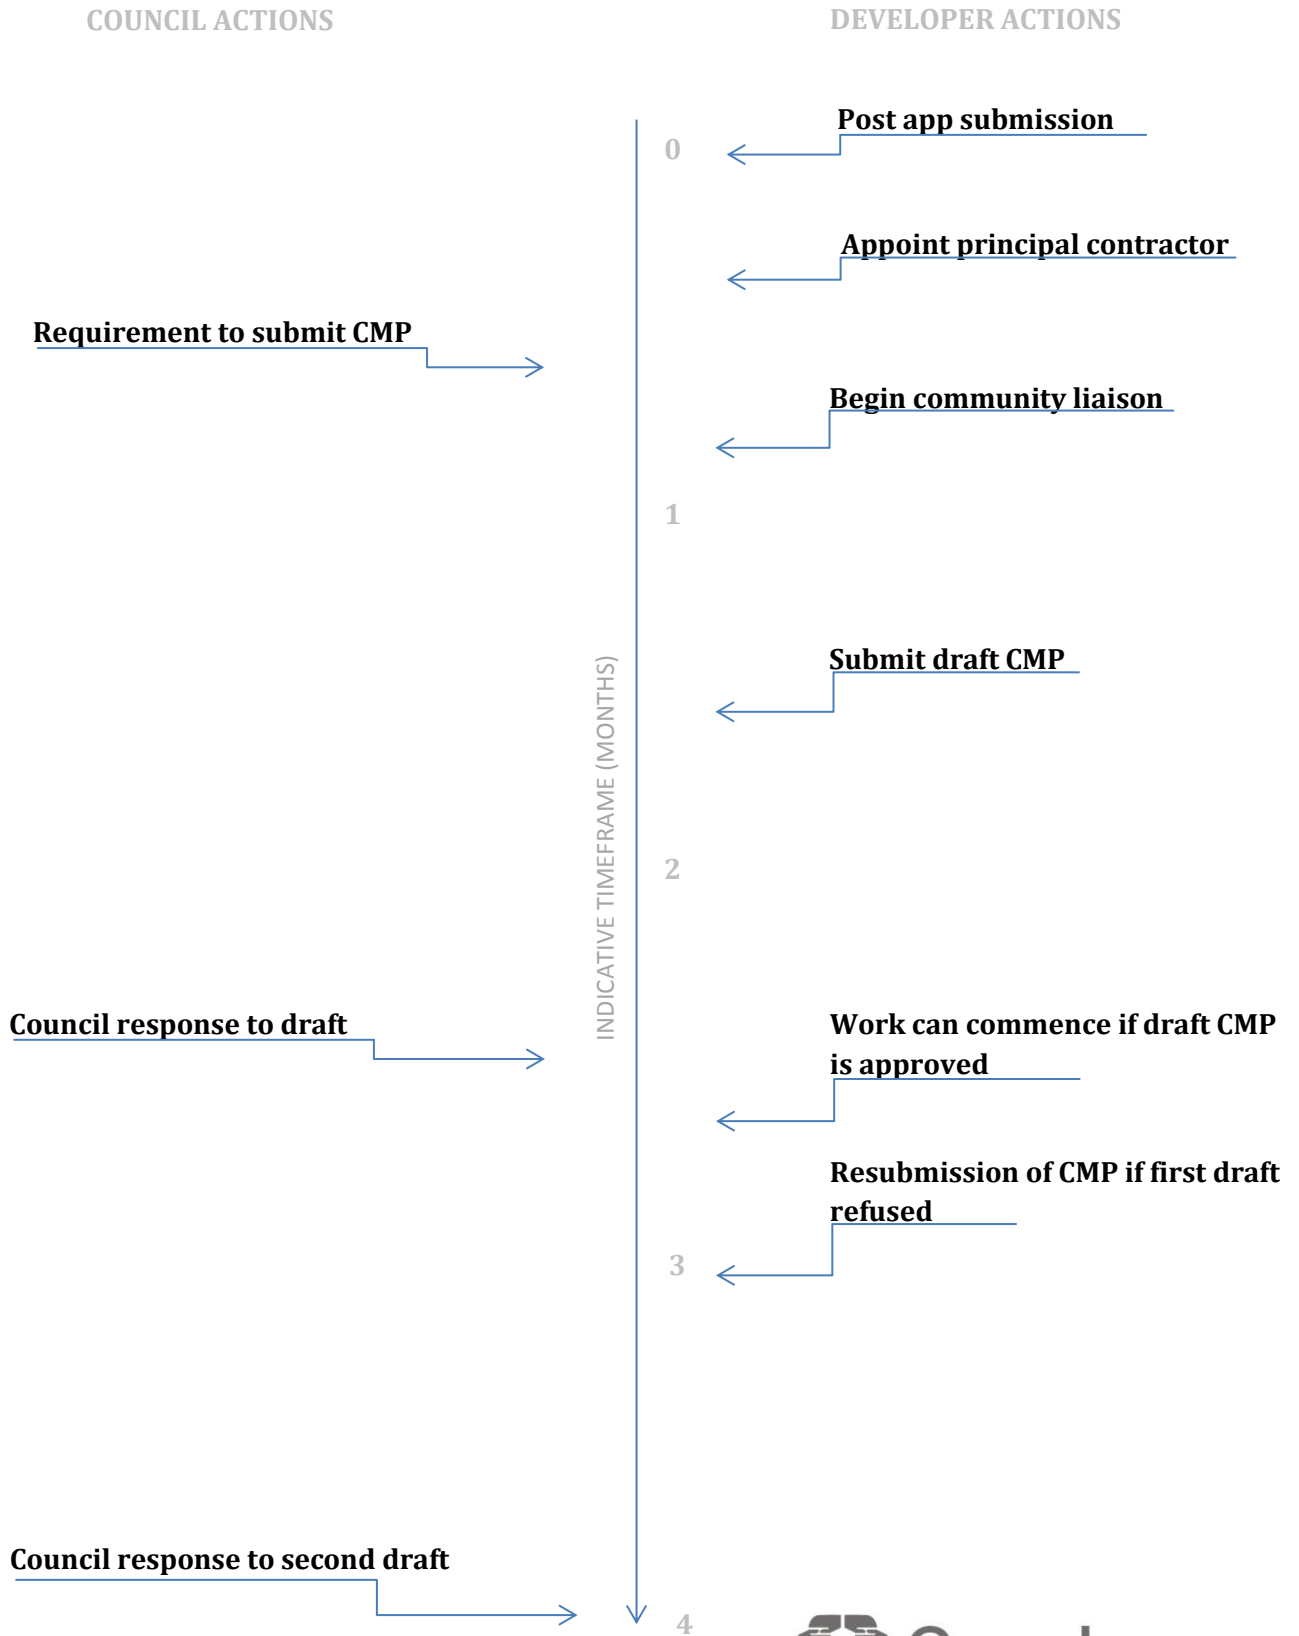 COUNCIL ACTIONS
DEVELOPER ACTIONS
Post app submission
0
Appoint principal contractor
Requirement to submit CMP
Begin community liaison
1
Submit draft CMP
INDICATIVE TIMEFRAME (MONTHS)
2
Council response to draft
Work can commence if draft CMP
is approved
Resubmission of CMP if first draft
refused
3
Council response to second draft
4